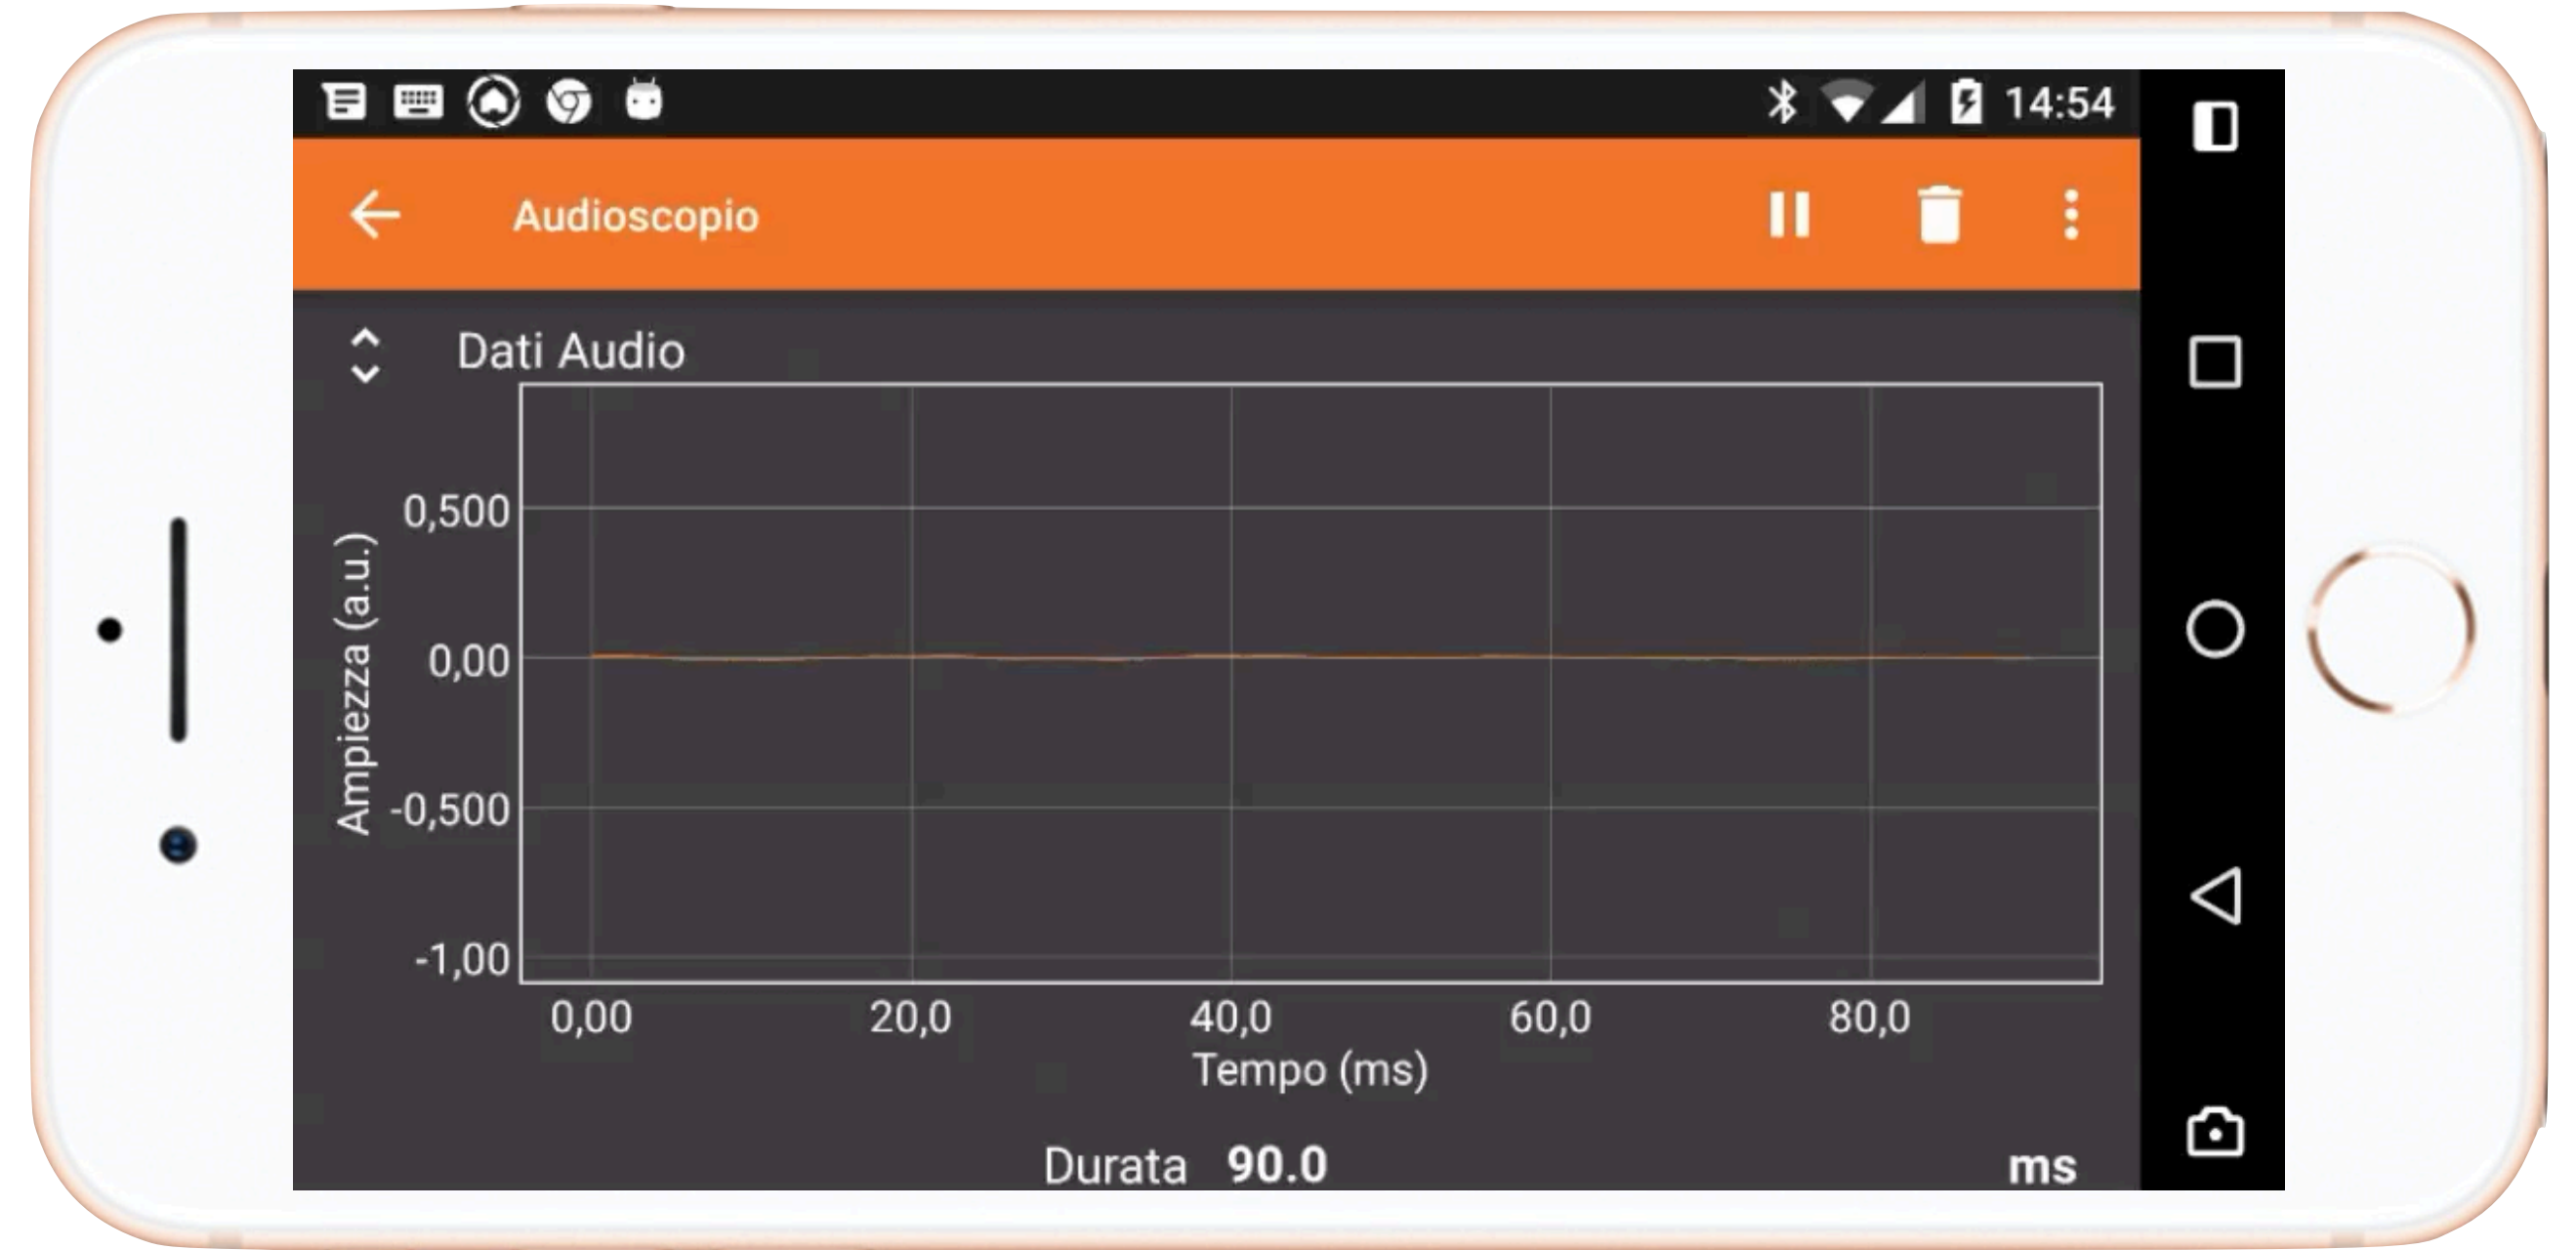 14:54
Audioscopio
Dati Audio
Ampiezza (a.u.)
0,500
0,00
-0,500
-1,00
0,00 20,0 40,0 60,0 80,0
Tempo (ms)
Durata 90.0 ms